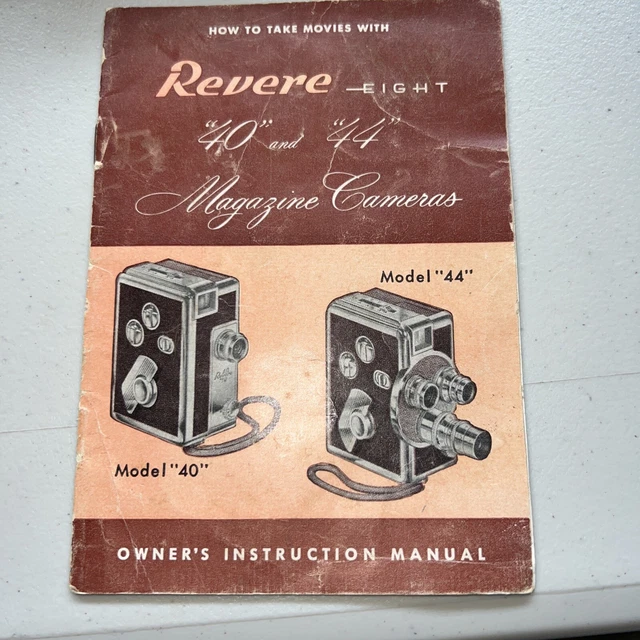 HOW TO TAKE MOVIES WITH
Revere EIGHT
"40" and "44"
Magazine Cameras
Model "44"
Model "40"
OWNER'S INSTRUCTION MANUAL